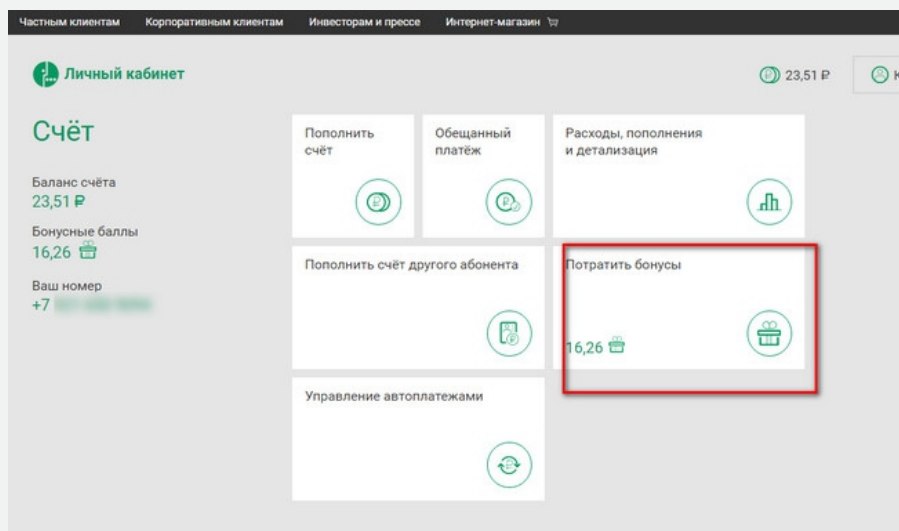 Частным клиентам Корпоративным клиентам Инвесторам и прессе Интернет-магазин
Личный кабинет
23,51 ₽
К
Счёт
Баланс счёта
23,51 ₽
Бонусные баллы
16,26
Ваш номер
+7
Пополнить
счёт
Обещанный
платёж
Расходы, пополнения
и детализация
Пополнить счёт другого абонента
Потратить бонусы
16,26
Управление автоплатежами